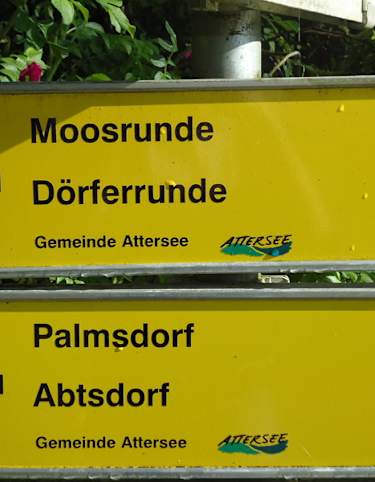 Moosrunde
Dörferrunde
Gemeinde Attersee
ATTERSEE
Palmsdorf
Abtsdorf
Gemeinde Attersee
ATTERSEE